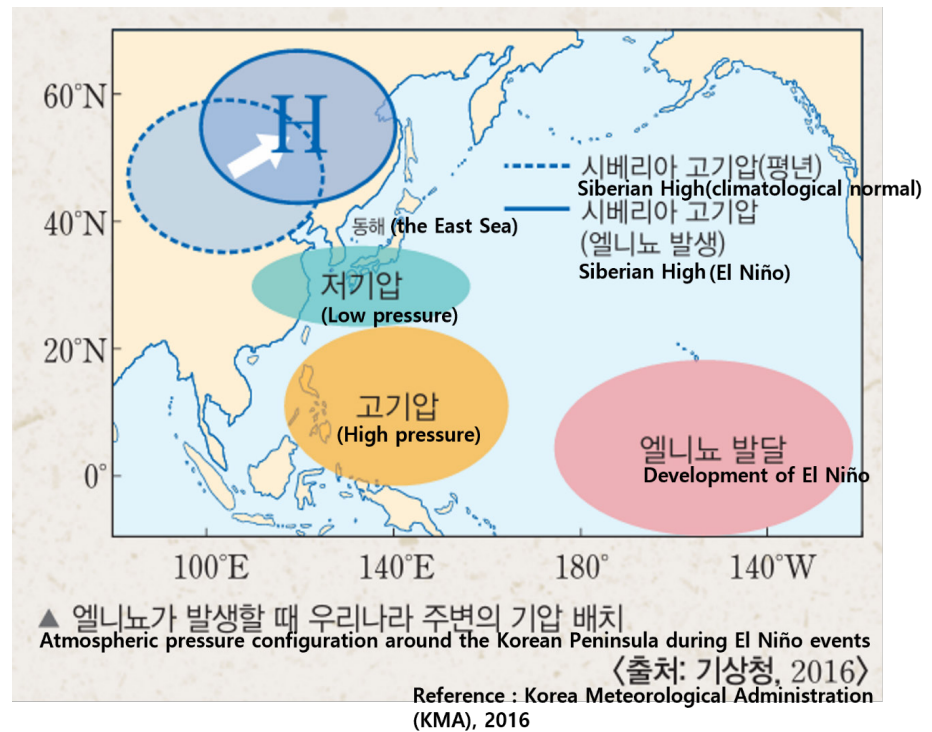 60°N
H
시베리아 고기압(평년)
Siberian High(climatological normal)
40°N
동해 (the East Sea)
시베리아 고기압
(엘니뇨 발생)
Siberian High (El Niño)
저기압
(Low pressure)
20°N
고기압
(High pressure)
엘니뇨 발달
Development of El Niño
0°
100°E 140°E 180° 140°W
▲ 엘니뇨가 발생할 때 우리나라 주변의 기압 배치
Atmospheric pressure configuration around the Korean Peninsula during El Niño events
〈출처: 기상청, 2016〉
Reference : Korea Meteorological Administration
(KMA), 2016